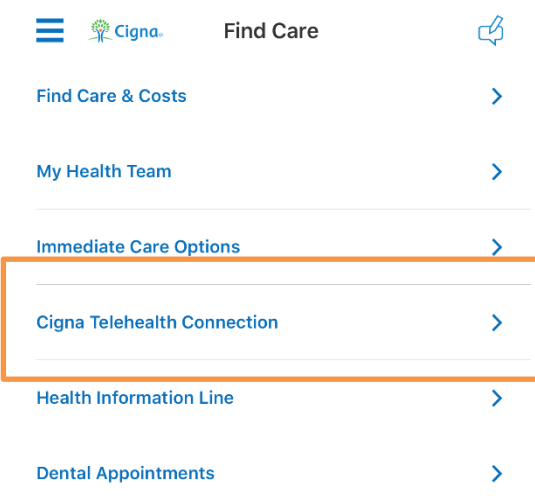 Cigna® Find Care
Find Care & Costs
My Health Team
Immediate Care Options
Cigna Telehealth Connection
Health Information Line
Dental Appointments